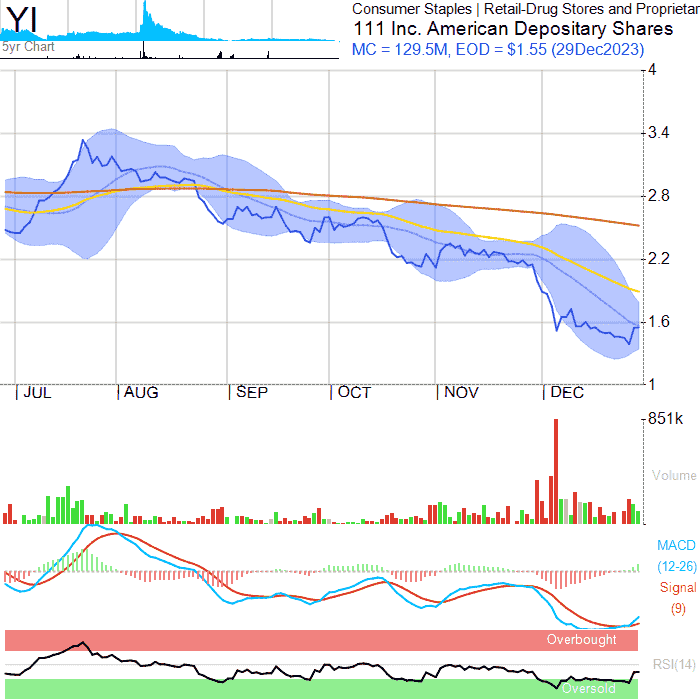 YI
5yr Chart
Consumer Staples | Retail-Drug Stores and Proprietar
111 Inc. American Depositary Shares
MC = 129.5M, EOD = $1.55 (29Dec2023)
4
3.4
2.8
2.2
1.6
1
JUL AUG SEP OCT NOV DEC
851k
Volume
MACD
(12-26)
Signal
(9)
Overbought
RSI(14)
Oversold